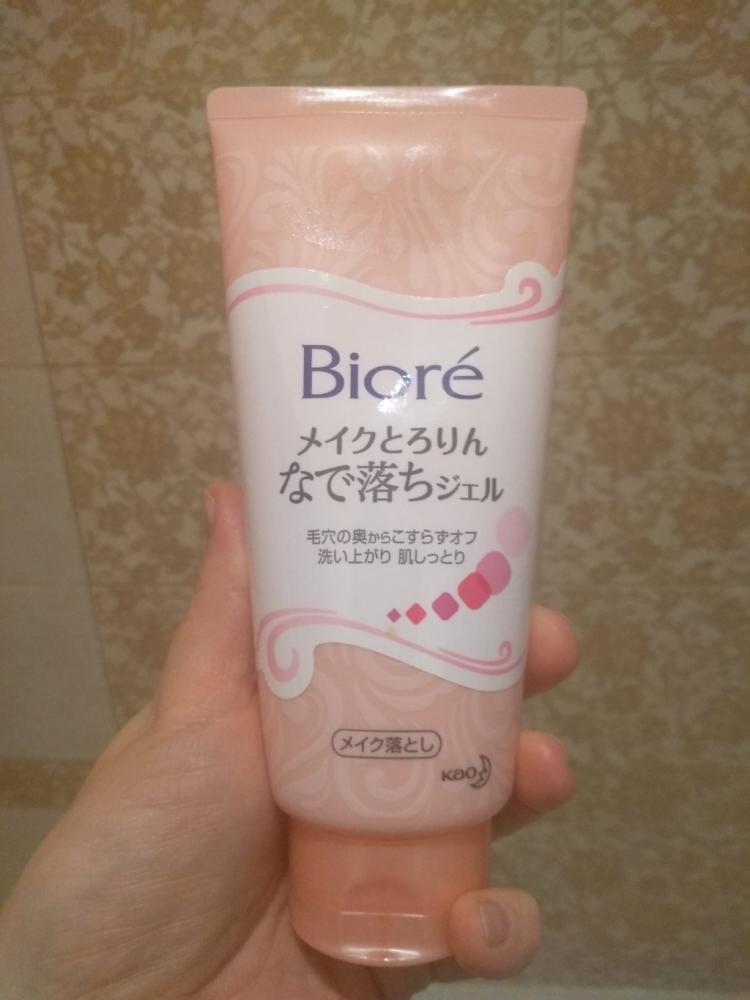 Bioré
メイクとろりん
なで落ちジェル
毛穴の奥からこすらずオフ
洗い上がり 肌しっとり
メイク落とし
Kao